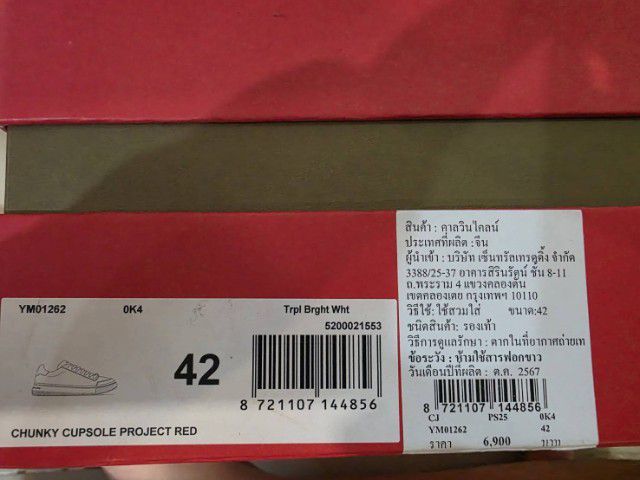 YM01262 0K4 Trpl Brght Wht
5200021553
42
8 721107 144856
CHUNKY CUPSOLE PROJECT RED
สินค้า : คาลวินไคลน์
ประเทศที่ผลิต : จีน
ผู้นำเข้า : บริษัท เซ็นทรัลเทรดดิ้ง จำกัด
3388/25-37 อาคารสิรินรัตน์ ชั้น 8-11
ถ.พระราม 4 แขวงคลองตัน
เขตคลองเตย กรุงเทพฯ 10110
วิธีใช้: ใช้สวมใส่ ขนาด:42
ชนิดสินค้า: รองเท้า
วิธีการดูแลรักษา : ตากในที่อากาศถ่ายเท
ข้อระวัง : ห้ามใช้สารฟอกขาว
วันเดือนปีที่ผลิต : ต.ค. 2567
8 721107 144856
CJ PS25 0K4
YM01262 42
ราคา 6,900 บาท